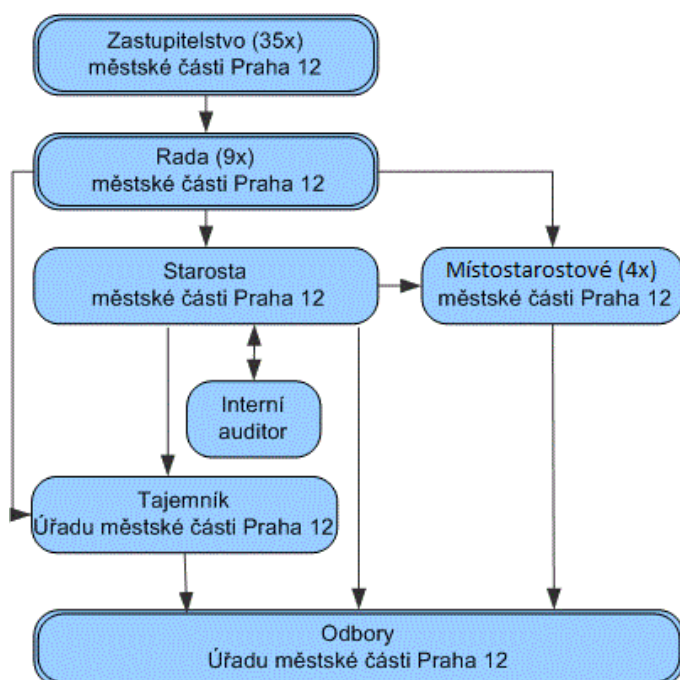 Zastupitelstvo (35x)
městské části Praha 12
Rada (9x)
městské části Praha 12
Starosta
městské části Praha 12
Místostarostové (4x)
městské části Praha 12
Interní
auditor
Tajemník
Úřadu městské části Praha 12
Odbory
Úřadu městské části Praha 12